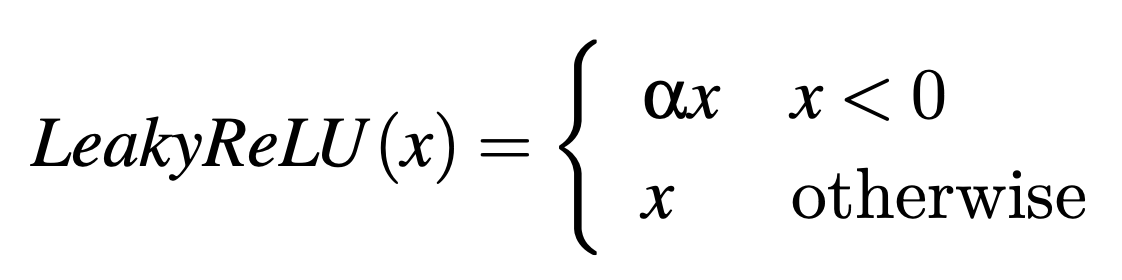 LeakyReLU(x) = { αx x < 0
x otherwise